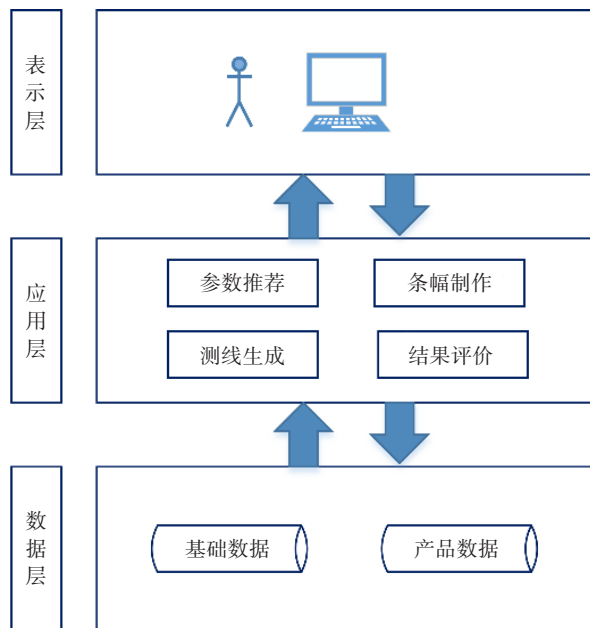 表示层
应用层
参数推荐
条幅制作
测线生成
结果评价
数据层
基础数据
产品数据